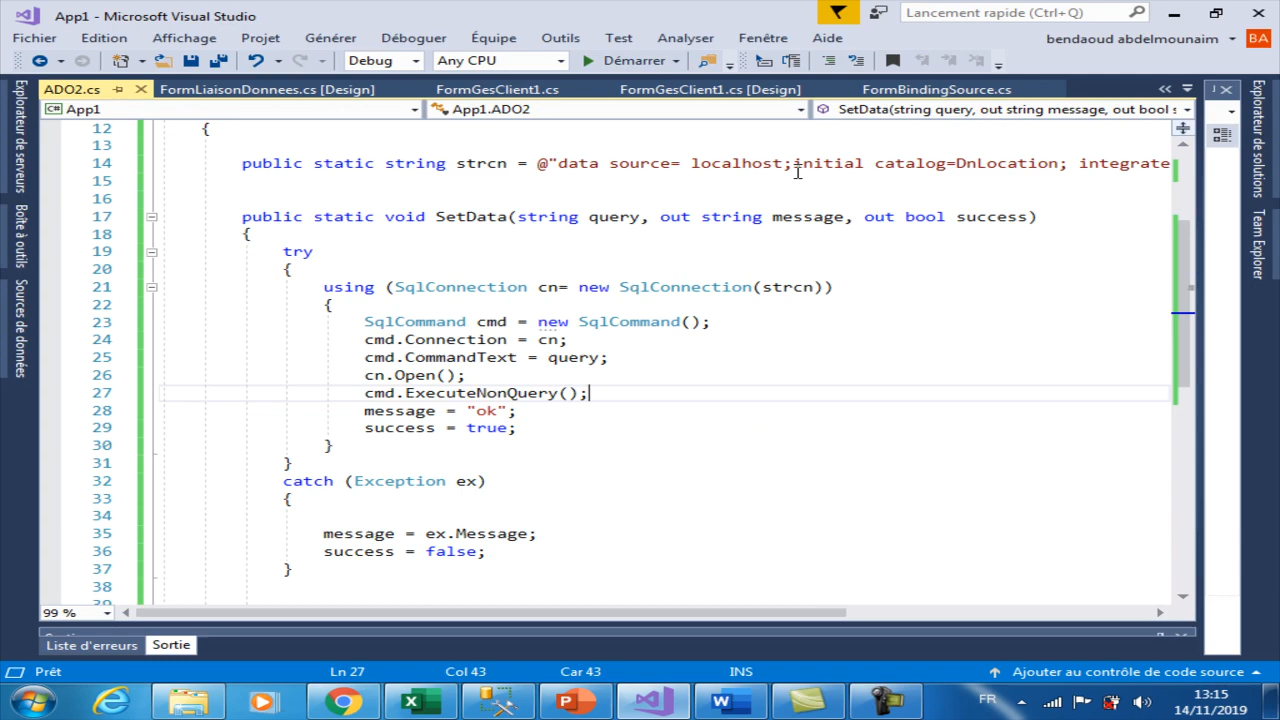 App1 - Microsoft Visual Studio
Lancement rapide (Ctrl+Q)
Fichier Edition Affichage Projet Générer Déboguer Équipe Outils Test Analyser Fenêtre Aide bendaoud abdelmounaim BA
Debug Any CPU Démarrer
ADO2.cs FormLiaisonDonnees.cs [Design] FormGesClient1.cs FormGesClient1.cs [Design] FormBindingSource.cs
App1 App1.ADO2 SetData(string query, out string message, out bool s
Explorateur de serveurs
Boîte à outils
Sources de données
12 {
13
14 public static string strcn = @"data source= localhost;initial catalog=DnLocation; integrate
15
16
17 public static void SetData(string query, out string message, out bool success)
18 {
19 try
20 {
21 using (SqlConnection cn= new SqlConnection(strcn))
22 {
23 SqlCommand cmd = new SqlCommand();
24 cmd.Connection = cn;
25 cmd.CommandText = query;
26 cn.Open();
27 cmd.ExecuteNonQuery();
28 message = "ok";
29 success = true;
30 }
31 }
32 catch (Exception ex)
33 {
34
35 message = ex.Message;
36 success = false;
37 }
38
Explorateur de solutions
Team Explorer
99 %
Liste d'erreurs Sortie
Prêt Ln 27 Col 43 Car 43 INS Ajouter au contrôle de code source
FR 13:15
14/11/2019